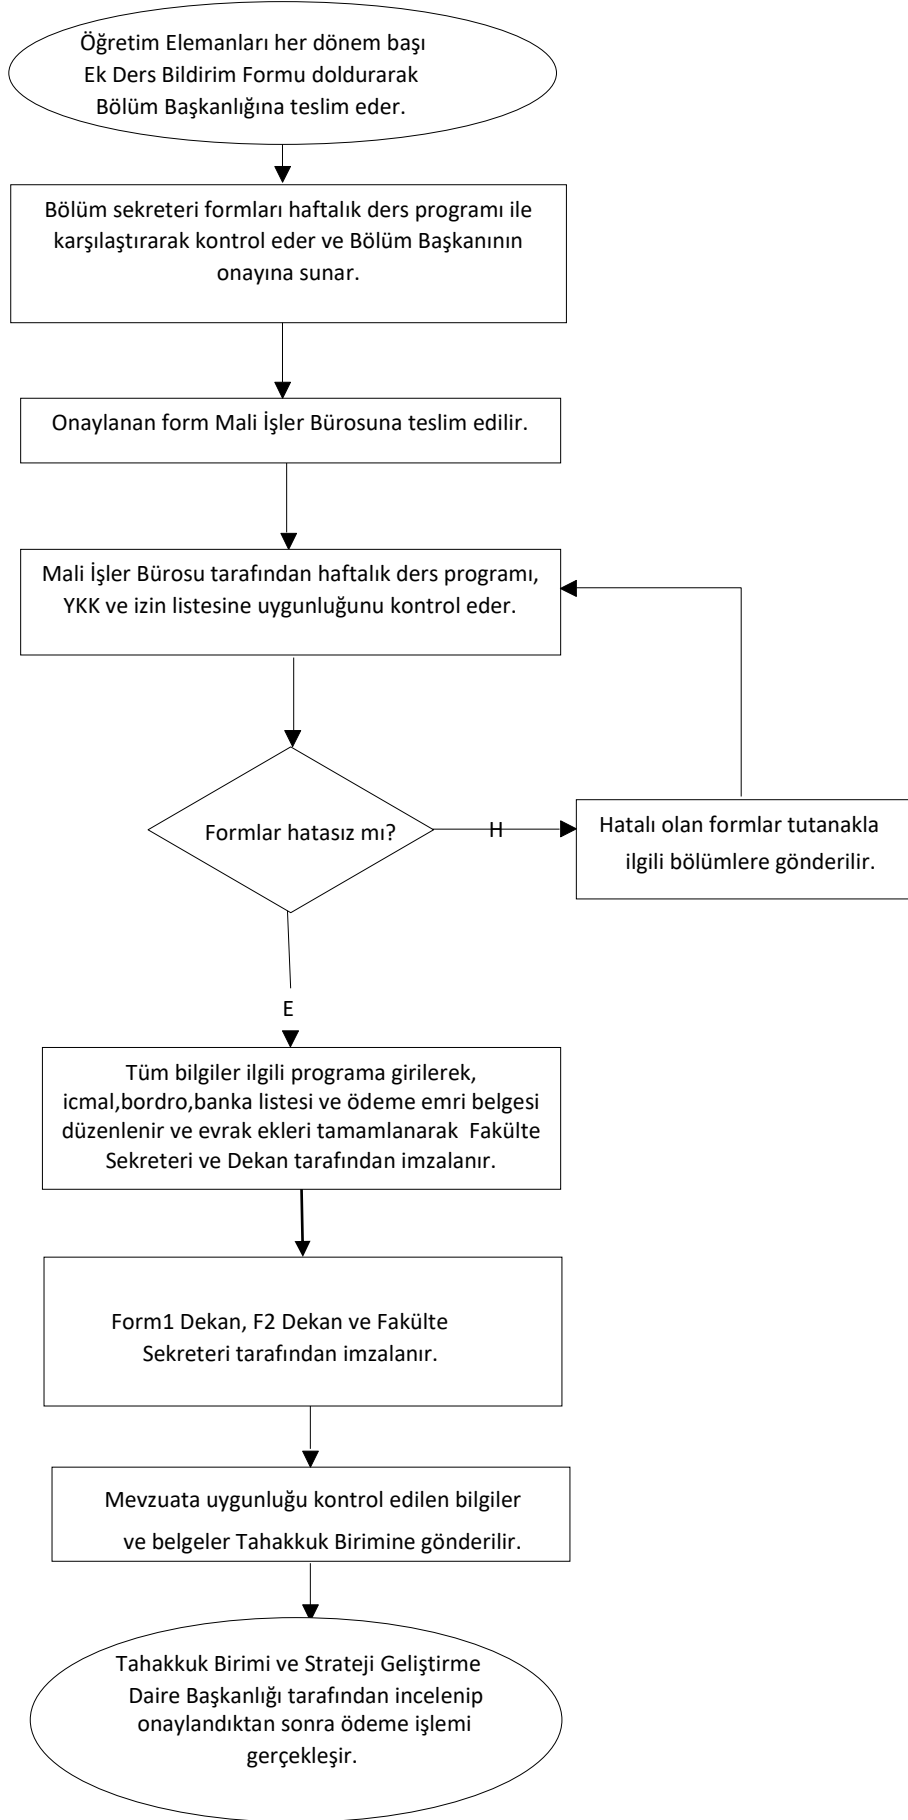 Öğretim Elemanları her dönem başı
Ek Ders Bildirim Formu doldurarak
Bölüm Başkanlığına teslim eder.
Bölüm sekreteri formları haftalık ders programı ile
karşılaştırarak kontrol eder ve Bölüm Başkanının
onayına sunar.
Onaylanan form Mali İşler Bürosuna teslim edilir.
Mali İşler Bürosu tarafından haftalık ders programı,
YKK ve izin listesine uygunluğunu kontrol eder.
Formlar hatasız mı?
H
Hatalı olan formlar tutanakla
ilgili bölümlere gönderilir.
E
Tüm bilgiler ilgili programa girilerek,
icmal,bordro,banka listesi ve ödeme emri belgesi
düzenlenir ve evrak ekleri tamamlanarak  Fakülte
Sekreteri ve Dekan tarafından imzalanır.
Form1 Dekan, F2 Dekan ve Fakülte
Sekreteri tarafından imzalanır.
Mevzuata uygunluğu kontrol edilen bilgiler
ve belgeler Tahakkuk Birimine gönderilir.
Tahakkuk Birimi ve Strateji Geliştirme
Daire Başkanlığı tarafından incelenip
onaylandıktan sonra ödeme işlemi
gerçekleşir.